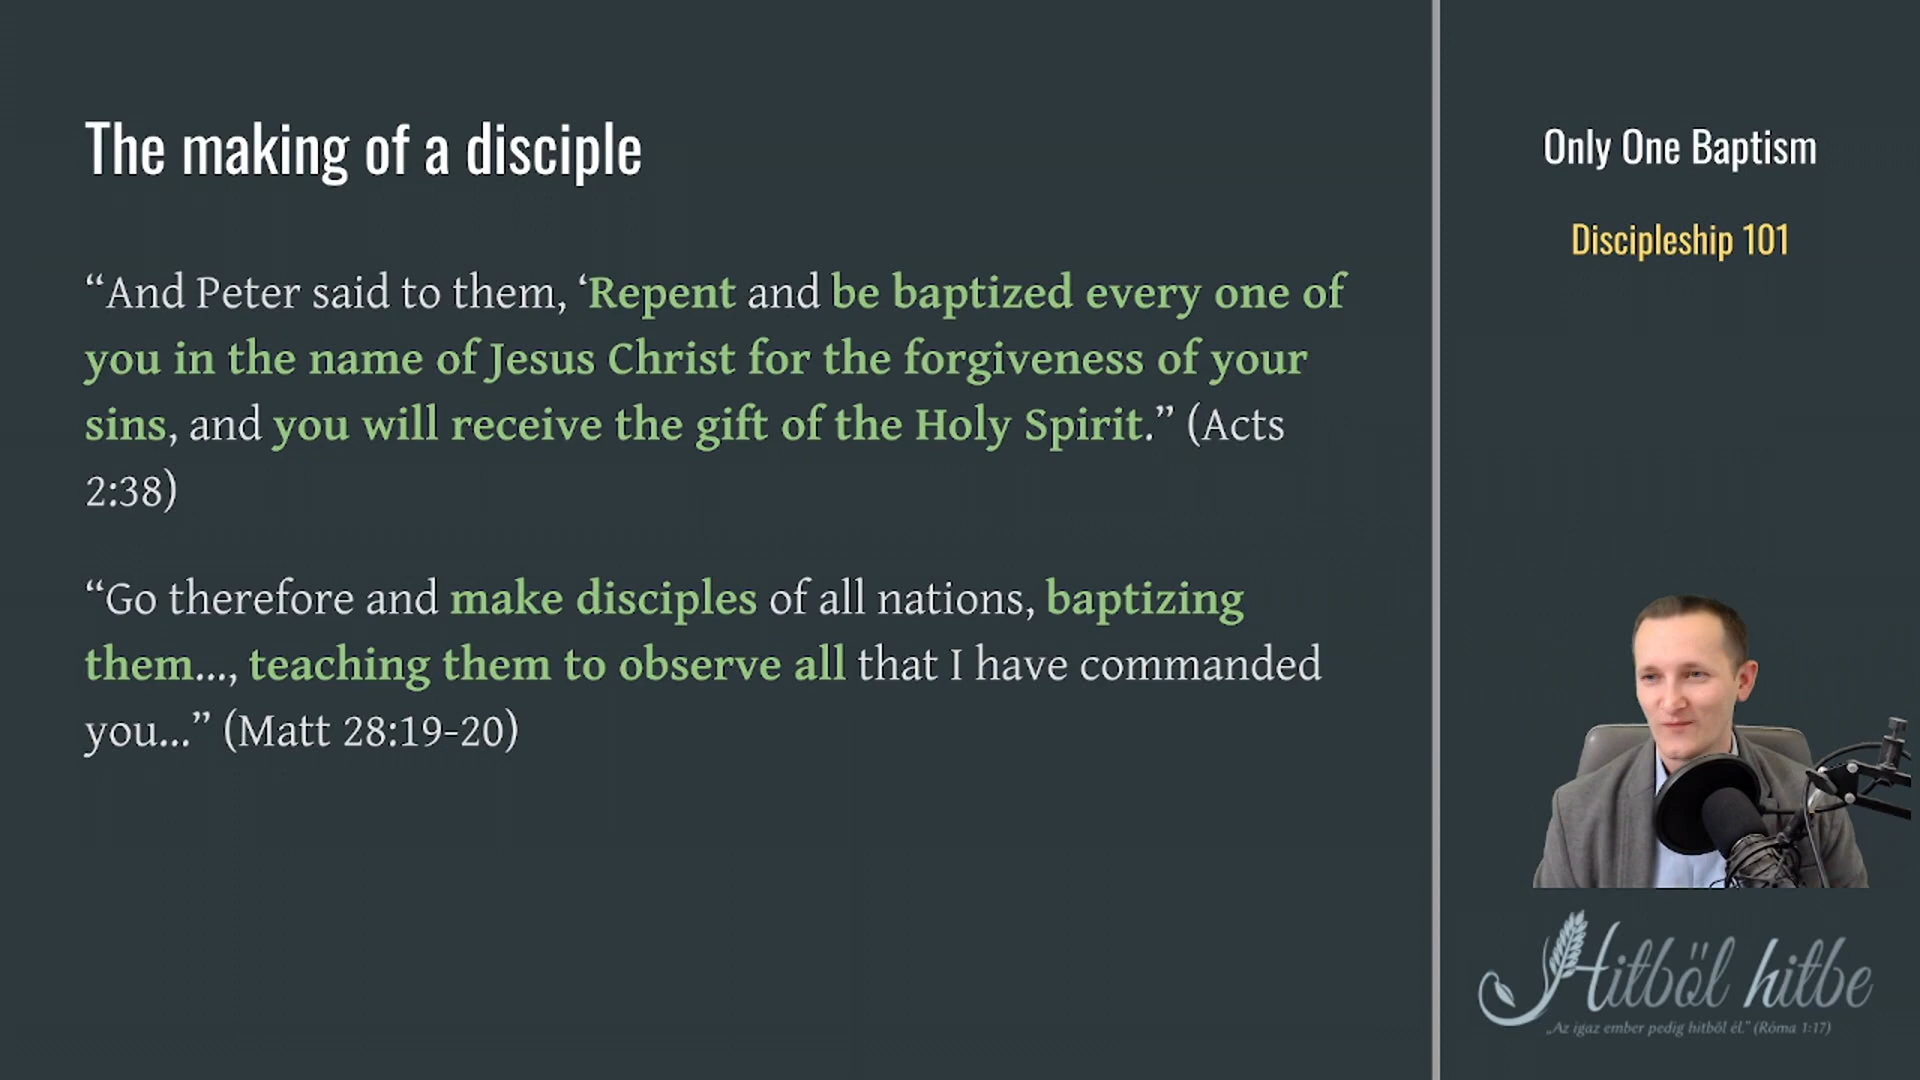 The making of a disciple
“And Peter said to them, ‘Repent and be baptized every one of
you in the name of Jesus Christ for the forgiveness of your
sins, and you will receive the gift of the Holy Spirit.” (Acts
2:38)
“Go therefore and make disciples of all nations, baptizing
them..., teaching them to observe all that I have commanded
you...” (Matt 28:19-20)
Only One Baptism
Discipleship 101
Hitből hitbe
„Az igaz ember pedig hitből él.” (Róma 1:17)